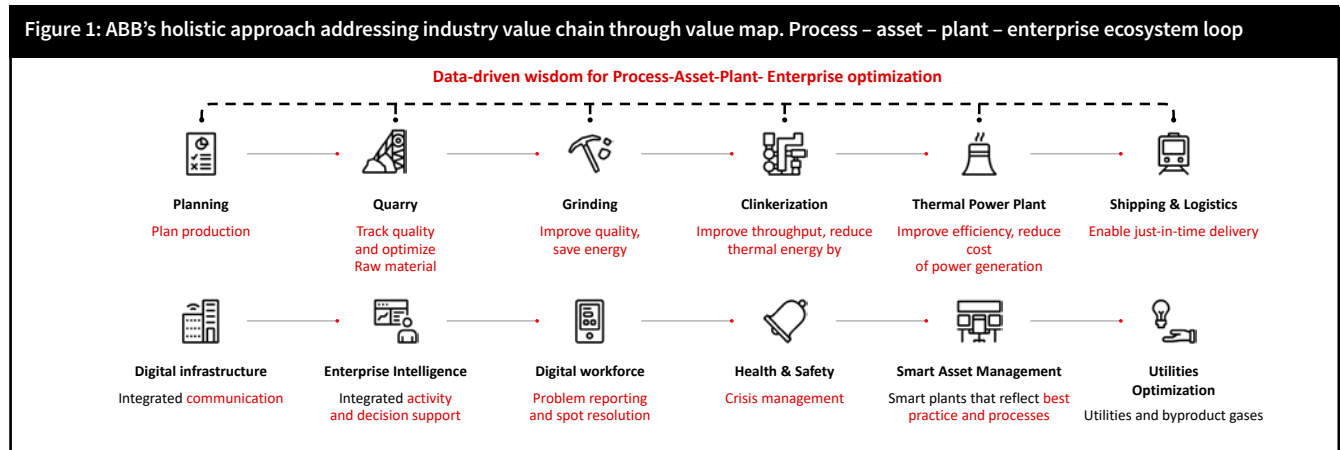 Figure 1: ABB’s holistic approach addressing industry value chain through value map. Process – asset – plant – enterprise ecosystem loop
Data-driven wisdom for Process-Asset-Plant- Enterprise optimization
Planning
Plan production
Quarry
Track quality
and optimize
Raw material
Grinding
Improve quality,
save energy
Clinkerization
Improve throughput, reduce
thermal energy by
Thermal Power Plant
Improve efficiency, reduce
cost
of power generation
Shipping & Logistics
Enable just-in-time delivery
Digital infrastructure
Integrated communication
Enterprise Intelligence
Integrated activity
and decision support
Digital workforce
Problem reporting
and spot resolution
Health & Safety
Crisis management
Smart Asset Management
Smart plants that reflect best
practice and processes
Utilities
Optimization
Utilities and byproduct gases